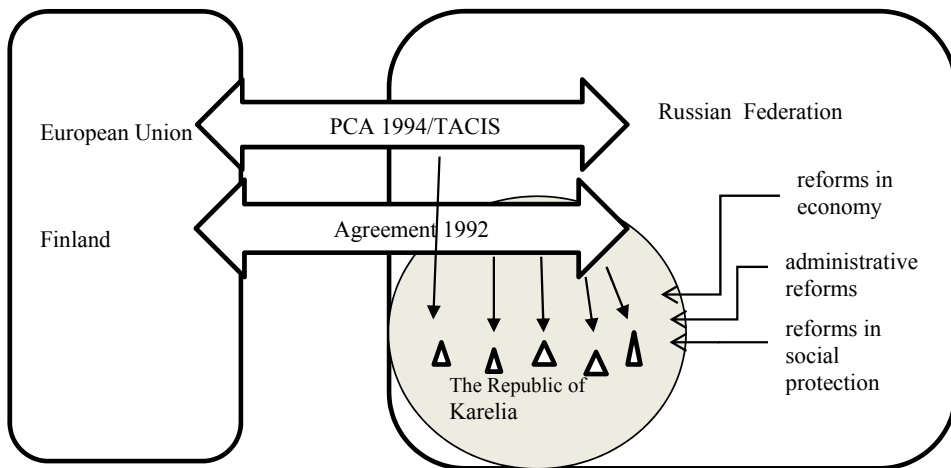 European Union
PCA 1994/TACIS
Russian Federation
Finland
Agreement 1992
reforms in
economy
administrative
reforms
reforms in
social
protection
The Republic of
Karelia